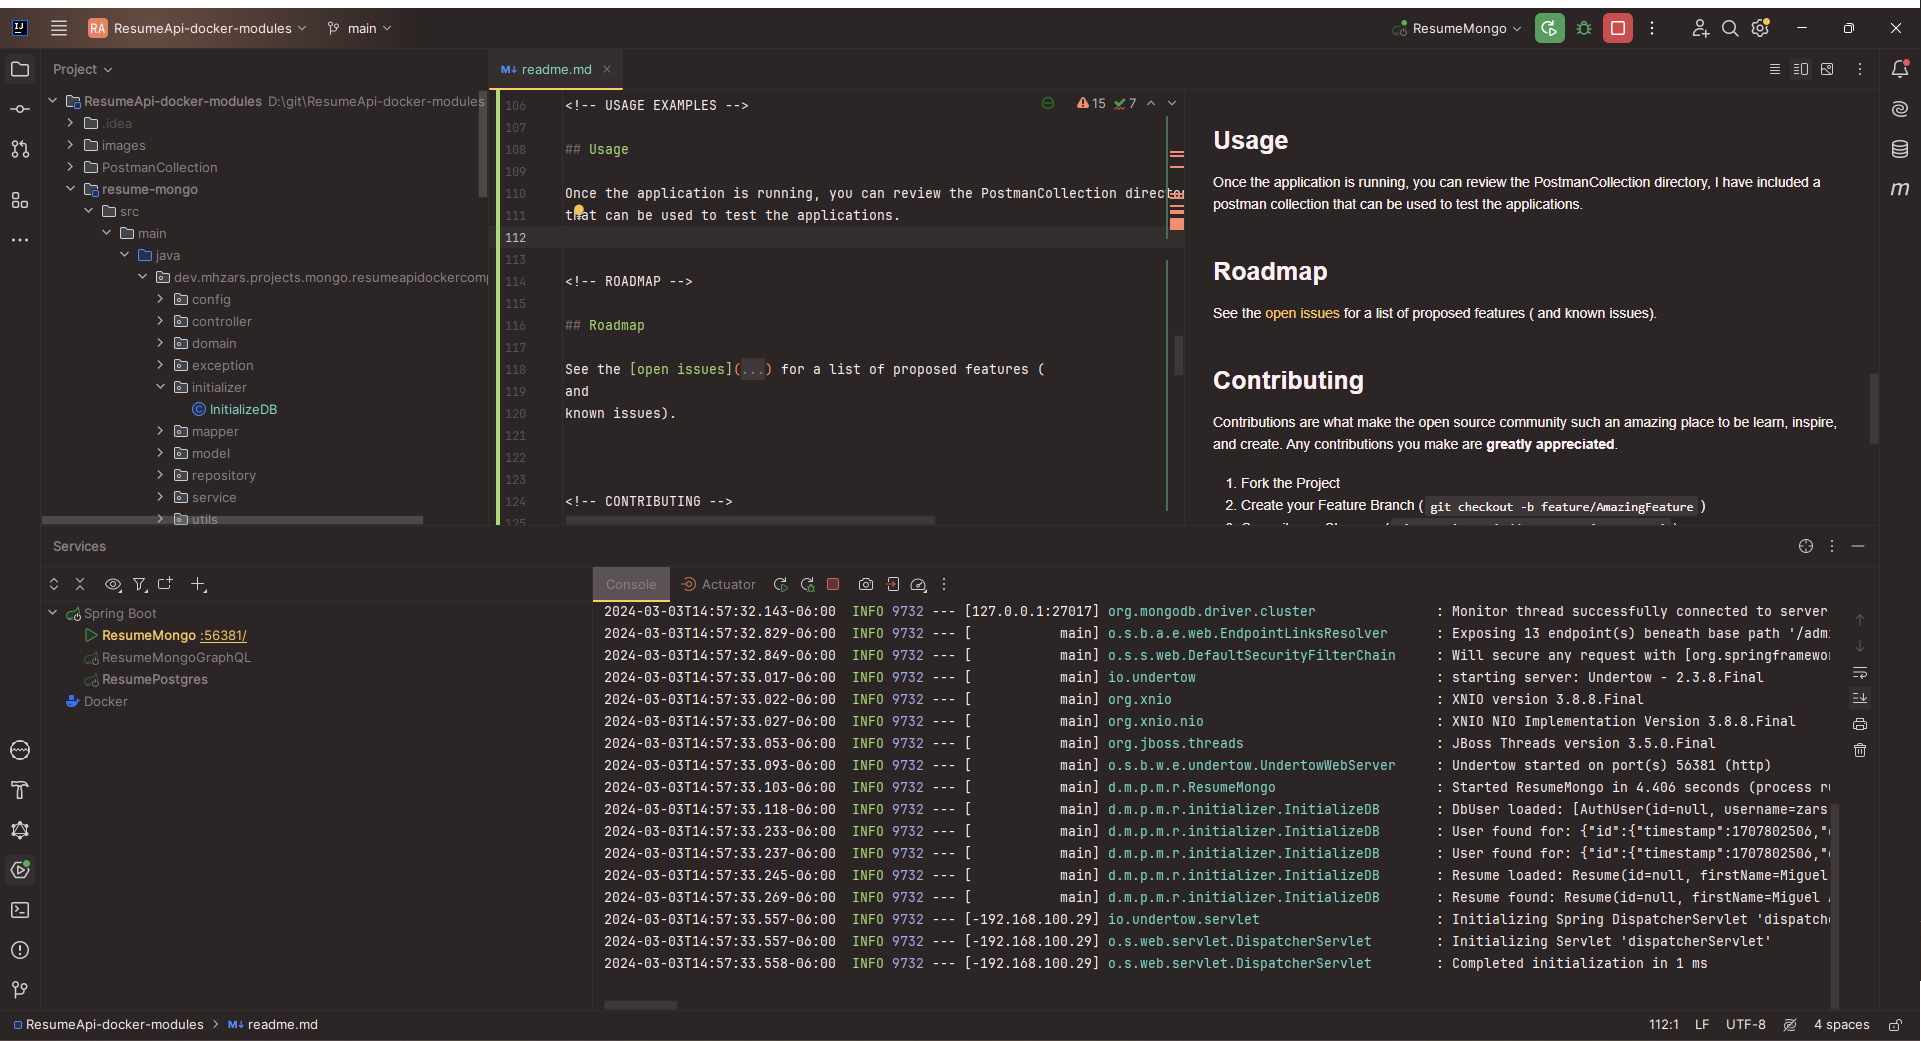 RA ResumeApi-docker-modules main ResumeMongo
Project
ResumeApi-docker-modules D:\git\ResumeApi-docker-modules
.idea
images
PostmanCollection
resume-mongo
src
main
java
dev.mhzars.projects.mongo.resumeapidockercom
config
controller
domain
exception
initializer
InitializeDB
mapper
model
repository
service
utils
M↓ readme.md
15 7
106 <!-- USAGE EXAMPLES -->
107
108 ## Usage
109
110 Once the application is running, you can review the PostmanCollection director
111 that can be used to test the applications.
112
113
114 <!-- ROADMAP -->
115
116 ## Roadmap
117
118 See the [open issues](...) for a list of proposed features (
119 and
120 known issues).
121
122
123
124 <!-- CONTRIBUTING -->
125
Usage
Once the application is running, you can review the PostmanCollection directory, I have included a
postman collection that can be used to test the applications.
Roadmap
See the open issues for a list of proposed features ( and known issues).
Contributing
Contributions are what make the open source community such an amazing place to be learn, inspire,
and create. Any contributions you make are greatly appreciated.
1. Fork the Project
2. Create your Feature Branch ( git checkout -b feature/AmazingFeature )
Services
Spring Boot
ResumeMongo :56381/
ResumeMongoGraphQL
ResumePostgres
Docker
Console Actuator
2024-03-03T14:57:32.143-06:00 INFO 9732 --- [127.0.0.1:27017] org.mongodb.driver.cluster : Monitor thread successfully connected to server
2024-03-03T14:57:32.829-06:00 INFO 9732 --- [ main] o.s.b.a.e.web.EndpointLinksResolver : Exposing 13 endpoint(s) beneath base path '/adm
2024-03-03T14:57:32.849-06:00 INFO 9732 --- [ main] o.s.s.web.DefaultSecurityFilterChain : Will secure any request with [org.springframewor
2024-03-03T14:57:33.017-06:00 INFO 9732 --- [ main] io.undertow : starting server: Undertow - 2.3.8.Final
2024-03-03T14:57:33.022-06:00 INFO 9732 --- [ main] org.xnio : XNIO version 3.8.8.Final
2024-03-03T14:57:33.027-06:00 INFO 9732 --- [ main] org.xnio.nio : XNIO NIO Implementation Version 3.8.8.Final
2024-03-03T14:57:33.053-06:00 INFO 9732 --- [ main] org.jboss.threads : JBoss Threads version 3.5.0.Final
2024-03-03T14:57:33.093-06:00 INFO 9732 --- [ main] o.s.b.w.e.undertow.UndertowWebServer : Undertow started on port(s) 56381 (http)
2024-03-03T14:57:33.103-06:00 INFO 9732 --- [ main] d.m.p.m.r.ResumeMongo : Started ResumeMongo in 4.406 seconds (process r
2024-03-03T14:57:33.118-06:00 INFO 9732 --- [ main] d.m.p.m.r.initializer.InitializeDB : DbUser loaded: [AuthUser(id=null, username=zars
2024-03-03T14:57:33.233-06:00 INFO 9732 --- [ main] d.m.p.m.r.initializer.InitializeDB : User found for: {"id":{"timestamp":1707802506,"
2024-03-03T14:57:33.237-06:00 INFO 9732 --- [ main] d.m.p.m.r.initializer.InitializeDB : User found for: {"id":{"timestamp":1707802506,"
2024-03-03T14:57:33.245-06:00 INFO 9732 --- [ main] d.m.p.m.r.initializer.InitializeDB : Resume loaded: Resume(id=null, firstName=Miguel
2024-03-03T14:57:33.269-06:00 INFO 9732 --- [ main] d.m.p.m.r.initializer.InitializeDB : Resume found: Resume(id=null, firstName=Miguel
2024-03-03T14:57:33.557-06:00 INFO 9732 --- [-192.168.100.29] io.undertow.servlet : Initializing Spring DispatcherServlet 'dispatch
2024-03-03T14:57:33.557-06:00 INFO 9732 --- [-192.168.100.29] o.s.web.servlet.DispatcherServlet : Initializing Servlet 'dispatcherServlet'
2024-03-03T14:57:33.558-06:00 INFO 9732 --- [-192.168.100.29] o.s.web.servlet.DispatcherServlet : Completed initialization in 1 ms
ResumeApi-docker-modules > M↓ readme.md 112:1 LF UTF-8 4 spaces